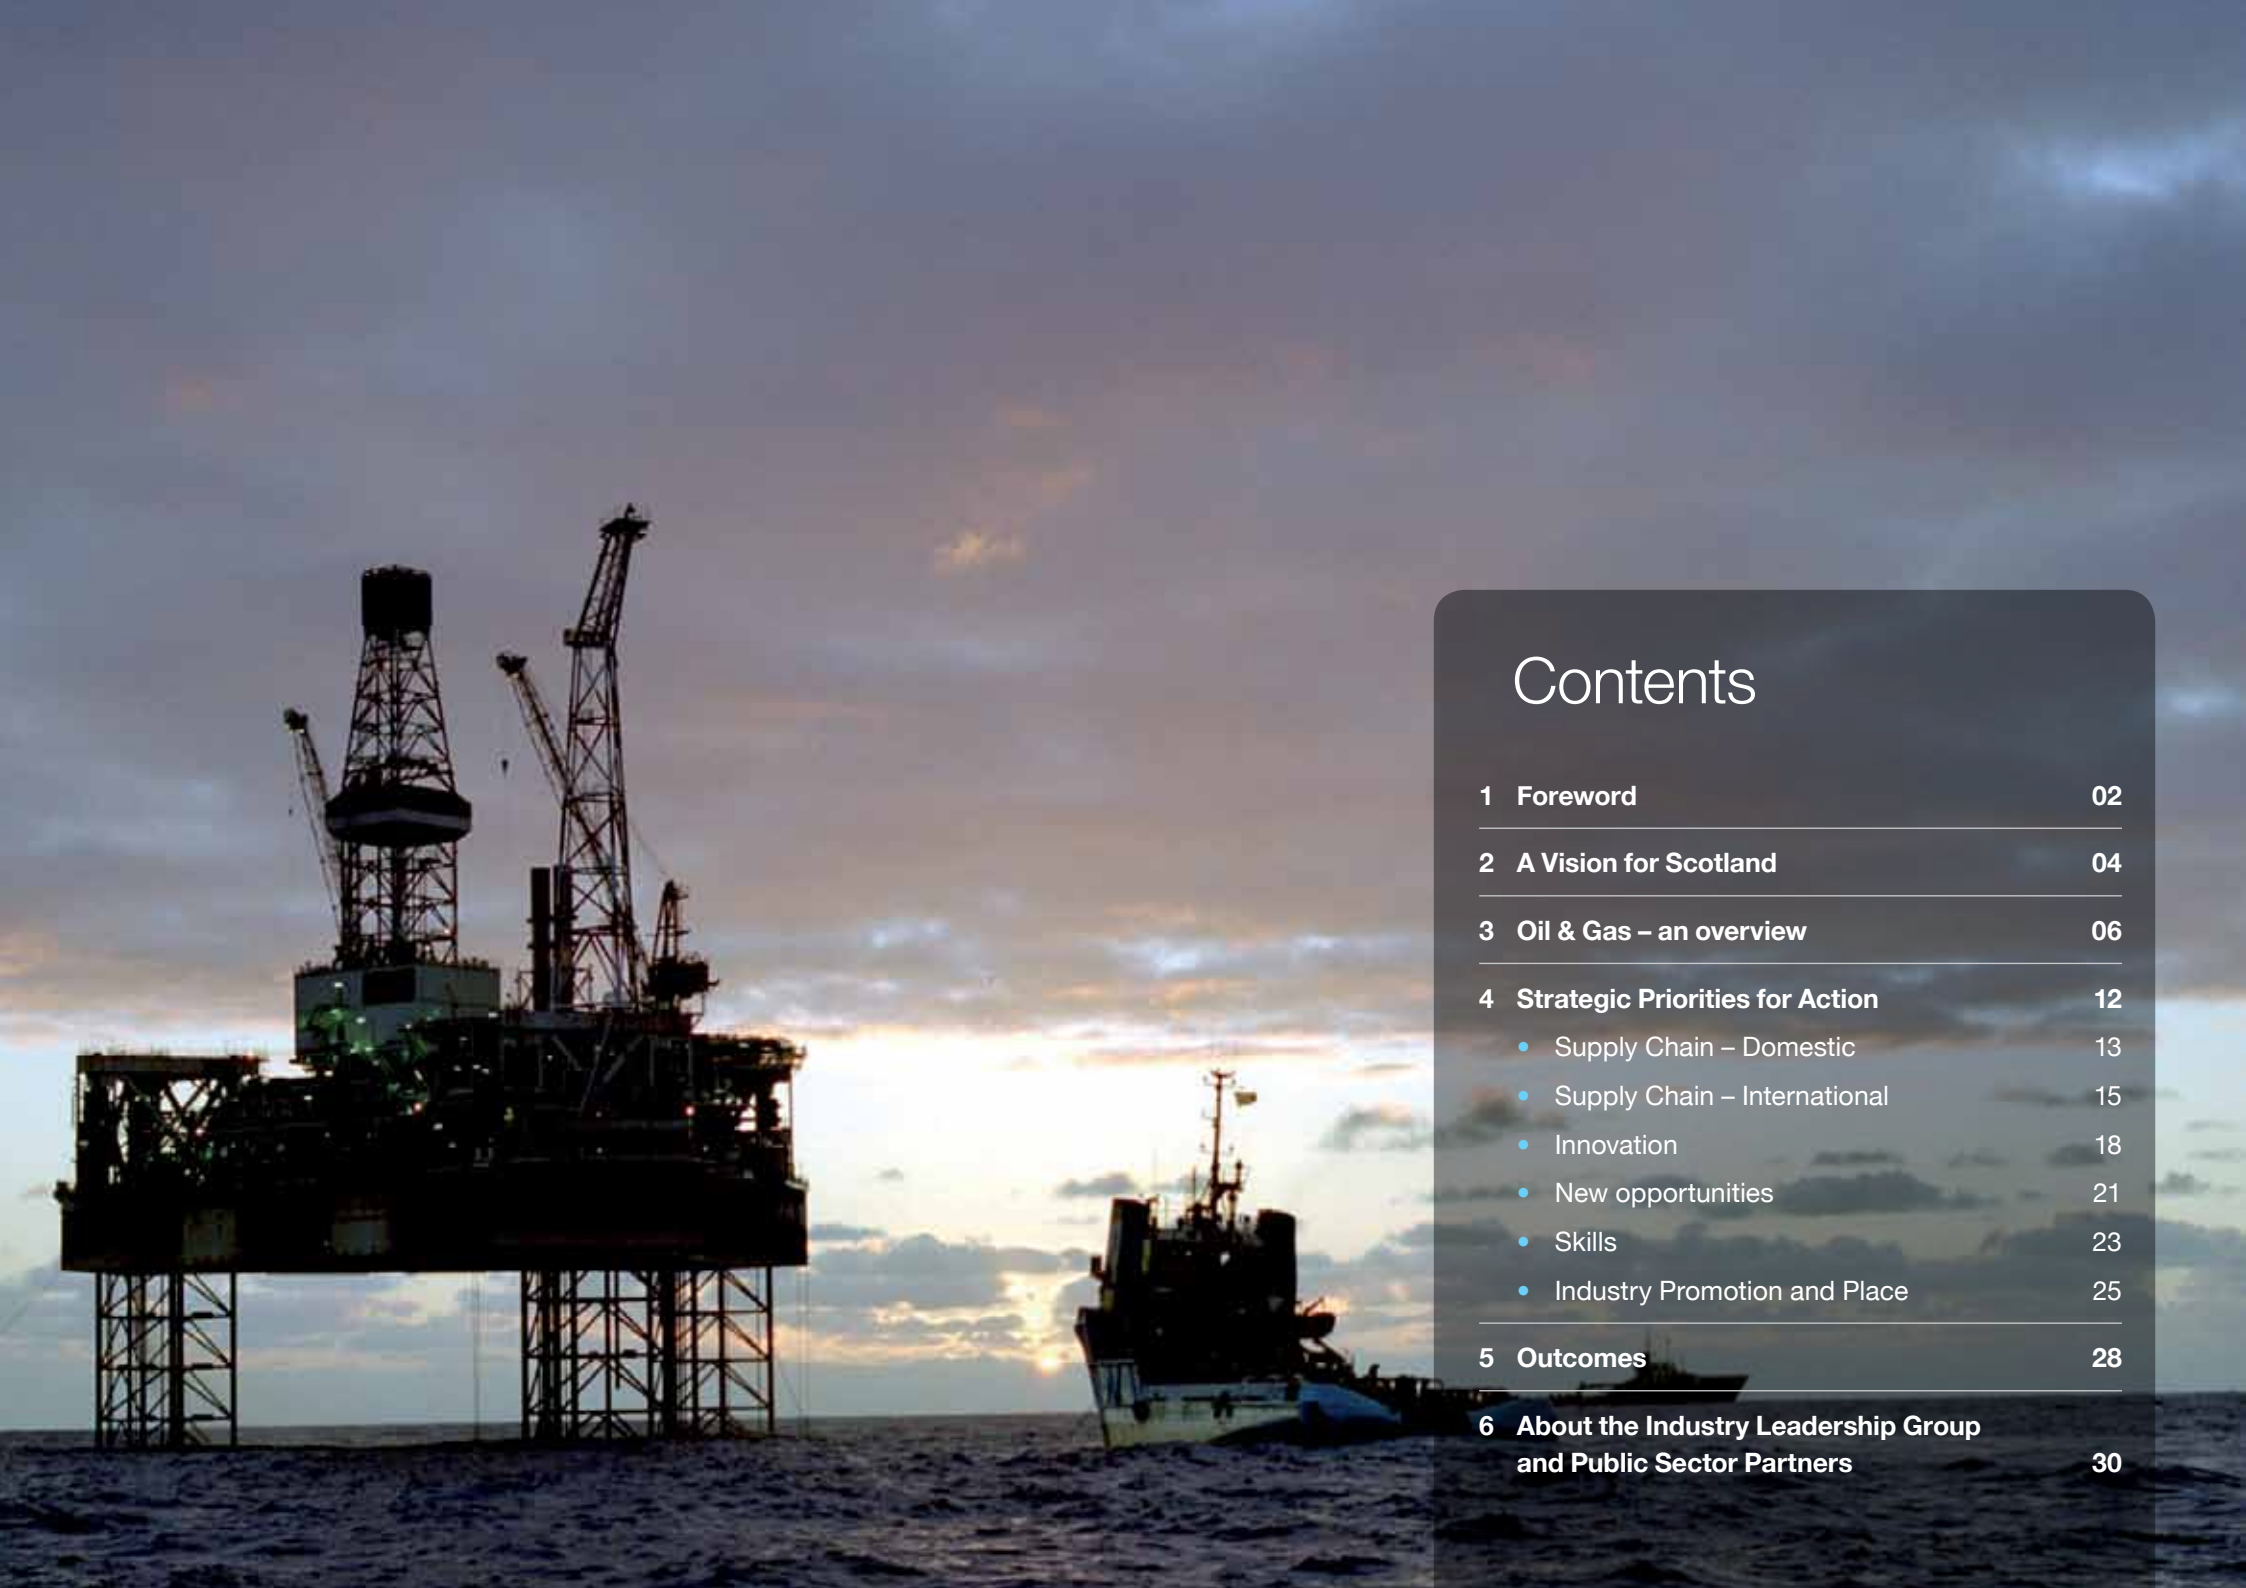 Contents
1 Foreword 02
2 A Vision for Scotland 04
3 Oil & Gas – an overview 06
4 Strategic Priorities for Action 12
• Supply Chain – Domestic 13
• Supply Chain – International 15
• Innovation 18
• New opportunities 21
• Skills 23
• Industry Promotion and Place 25
5 Outcomes 28
6 About the Industry Leadership Group
and Public Sector Partners 30